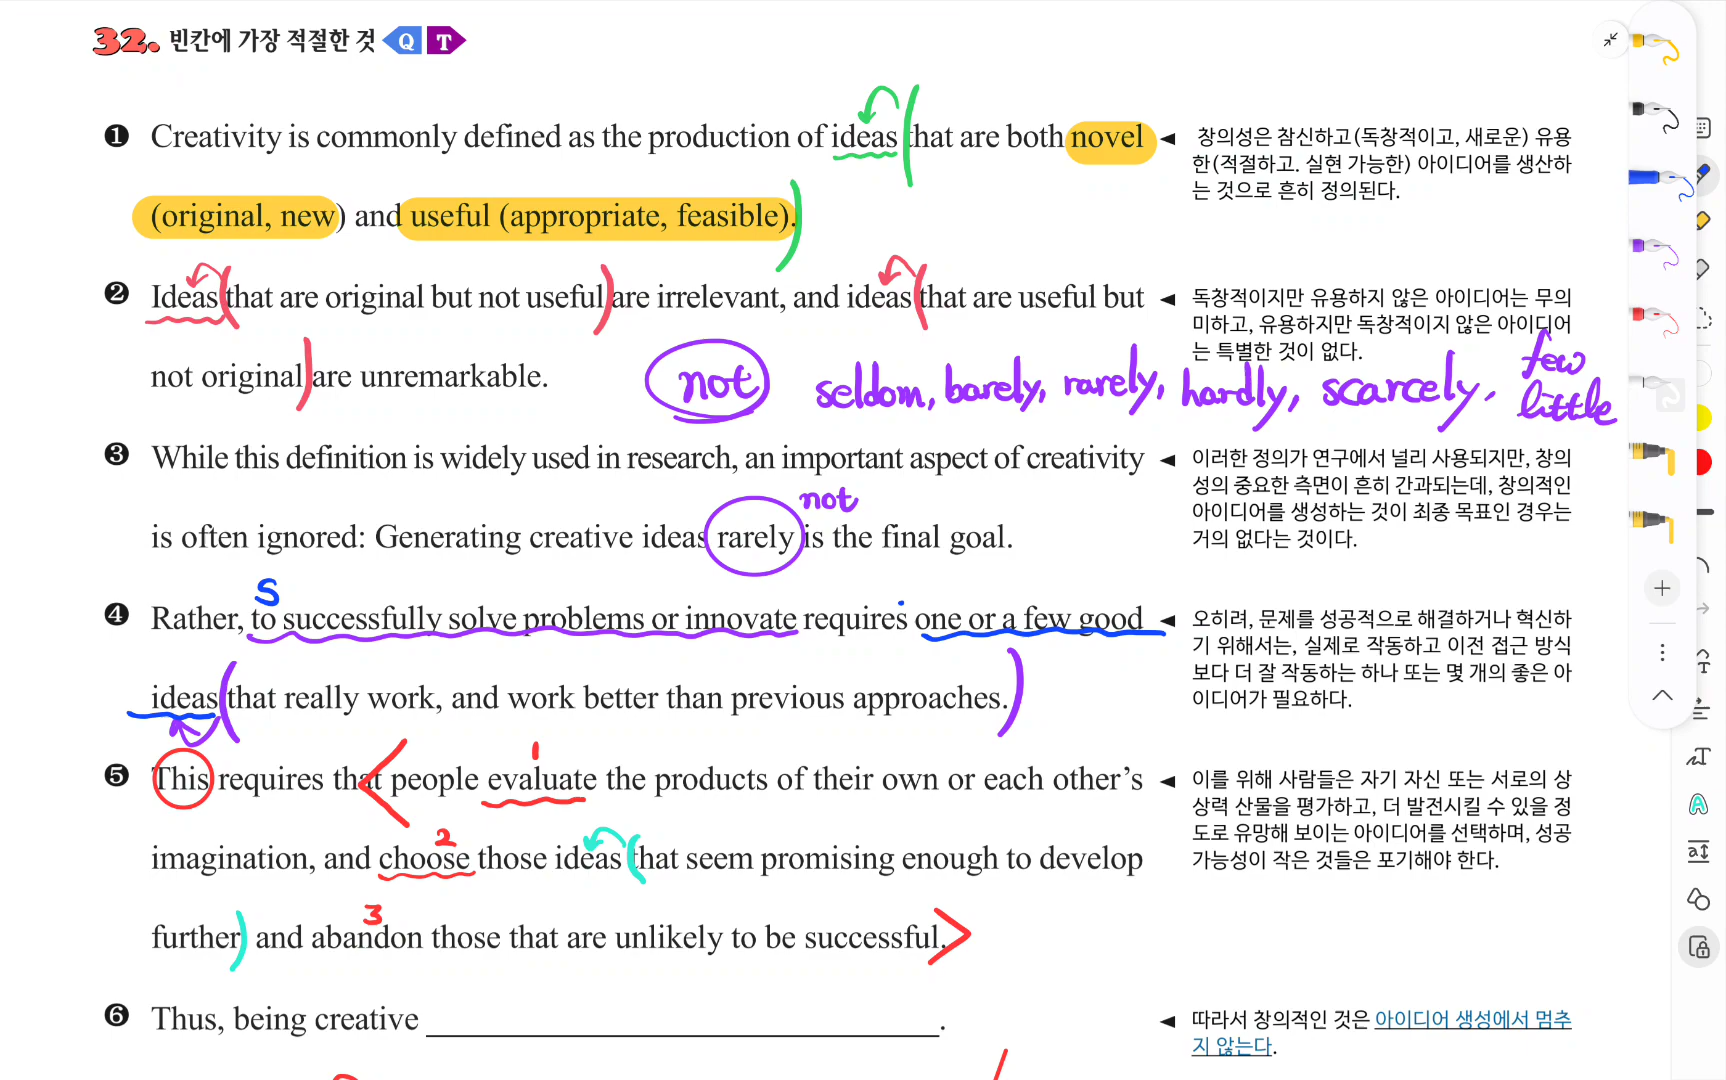 32. 빈칸에 가장 적절한 것 Q T
❶ Creativity is commonly defined as the production of ideas that are both novel
(original, new) and useful (appropriate, feasible).
◄ 창의성은 참신하고(독창적이고, 새로운) 유용
한(적절하고. 실현 가능한) 아이디어를 생산하
는 것으로 흔히 정의된다.
❷ Ideas that are original but not useful are irrelevant, and ideas that are useful but
not original are unremarkable.
◄ 독창적이지만 유용하지 않은 아이디어는 무의
미하고, 유용하지만 독창적이지 않은 아이디어
는 특별한 것이 없다.
not seldom, barely, rarely, hardly, scarcely. few
little
❸ While this definition is widely used in research, an important aspect of creativity
not
is often ignored: Generating creative ideas rarely is the final goal.
◄ 이러한 정의가 연구에서 널리 사용되지만, 창의
성의 중요한 측면이 흔히 간과되는데, 창의적인
아이디어를 생성하는 것이 최종 목표인 경우는
거의 없다는 것이다.
S
❹ Rather, to successfully solve problems or innovate requires one or a few good
ideas that really work, and work better than previous approaches.
◄ 오히려, 문제를 성공적으로 해결하거나 혁신하
기 위해서는, 실제로 작동하고 이전 접근 방식
보다 더 잘 작동하는 하나 또는 몇 개의 좋은 아
이디어가 필요하다.
1
❺ This requires that people evaluate the products of their own or each other's
2
imagination, and choose those ideas that seem promising enough to develop
3
further, and abandon those that are unlikely to be successful.
◄ 이를 위해 사람들은 자기 자신 또는 서로의 상
상력 산물을 평가하고, 더 발전시킬 수 있을 정
도로 유망해 보이는 아이디어를 선택하며, 성공
가능성이 작은 것들은 포기해야 한다.
❻ Thus, being creative ______________________________.
◄ 따라서 창의적인 것은 아이디어 생성에서 멈추
지 않는다.